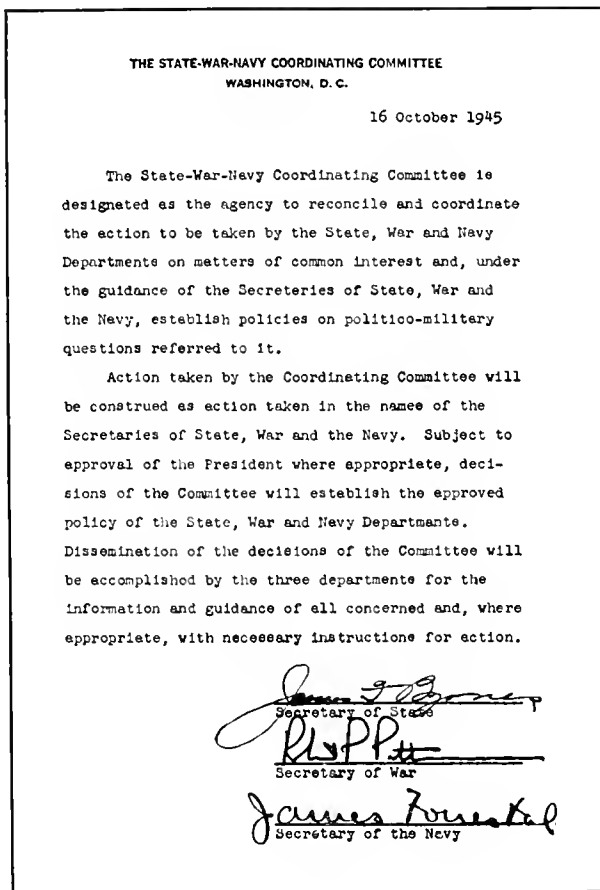 THE STATE-WAR-NAVY COORDINATING COMMITTEE
WASHINGTON, D. C.
16 October 1945
The State-War-Navy Coordinating Committee is
designated as the agency to reconcile and coordinate
the action to be taken by the State, War and Navy
Departments on matters of common interest and, under
the guidance of the Secretaries of State, War and
the Navy, establish policies on politico-military
questions referred to it.
Action taken by the Coordinating Committee will
be construed as action taken in the names of the
Secretaries of State, War and the Navy.  Subject to
approval of the President where appropriate, deci-
sions of the Committee will establish the approved
policy of the State, War and Navy Departments.
Dissemination of the decisions of the Committee will
be accomplished by the three departments for the
information and guidance of all concerned and, where
appropriate, with necessary instructions for action.
James F Byrnes
Secretary of State
Robt P Patt
Secretary of War
James Forrestal
Secretary of the Navy